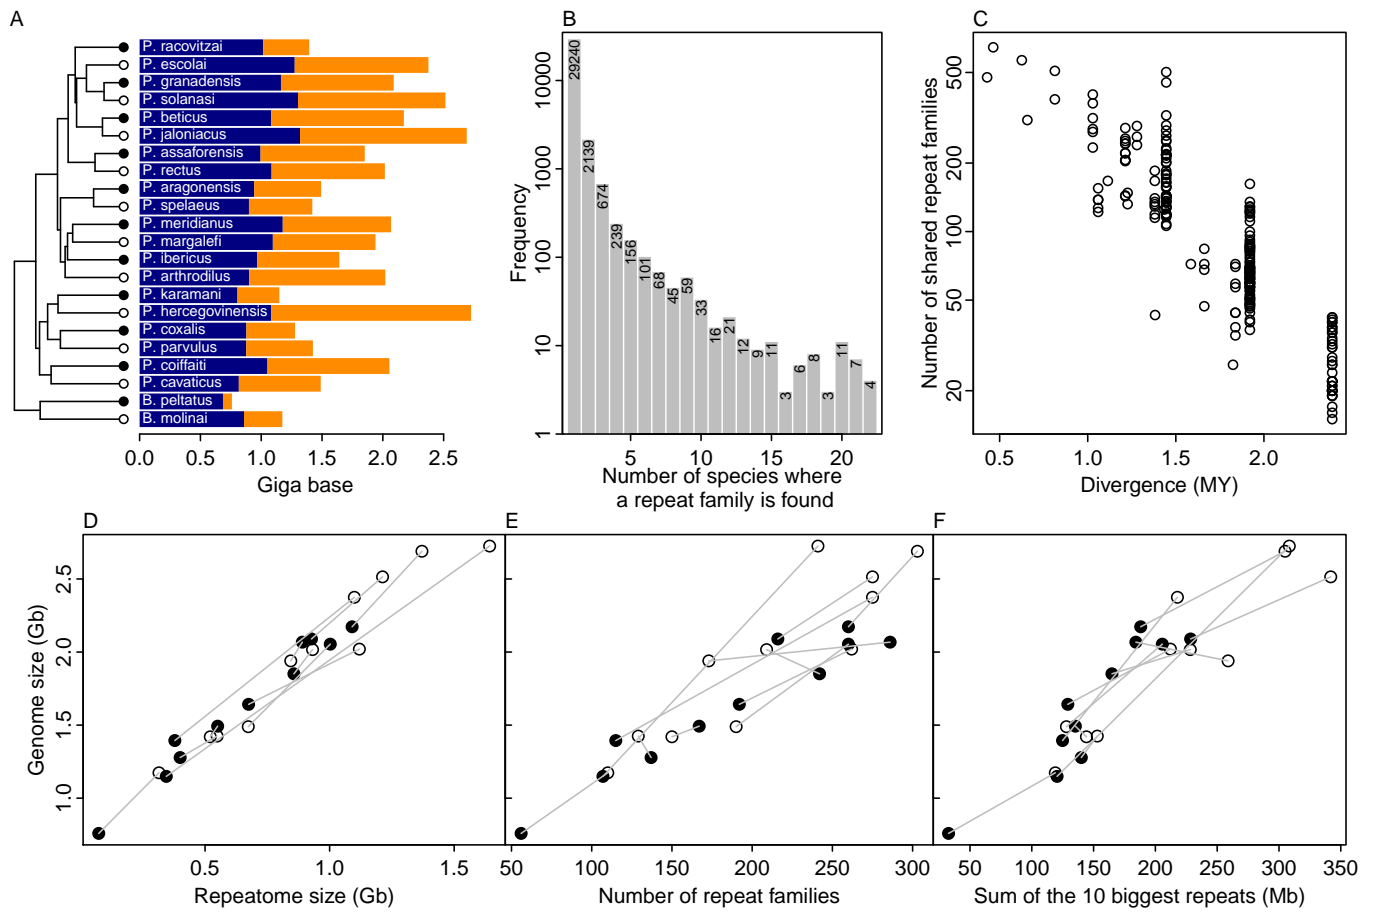 A
P. racovitzai
P. escolai
P. granadensis
P. solanasi
P. beticus
P. jaloniacus
P. assaforensis
P. rectus
P. aragonensis
P. spelaeus
P. meridianus
P. margalefi
P. ibericus
P. arthrodilus
P. karamani
P. hercegovinensis
P. coxalis
P. parvulus
P. coiffaiti
P. cavaticus
B. peltatus
B. molinai
0.0 0.5 1.0 1.5 2.0 2.5
Giga base
B
Frequency
1 10 100 1000 10000
29240
2139
674
239
156
101
68
45
59
33
16
21
12
9
11
3
6
8
3
11
7
4
5 10 15 20
Number of species where
a repeat family is found
C
Number of shared repeat families
20 50 100 200 500
0.5 1.0 1.5 2.0
Divergence (MY)
D
Genome size (Gb)
1.0 1.5 2.0 2.5
0.5 1.0 1.5
Repeatome size (Gb)
E
50 100 150 200 250 300
Number of repeat families
F
50 100 150 200 250 300 350
Sum of the 10 biggest repeats (Mb)